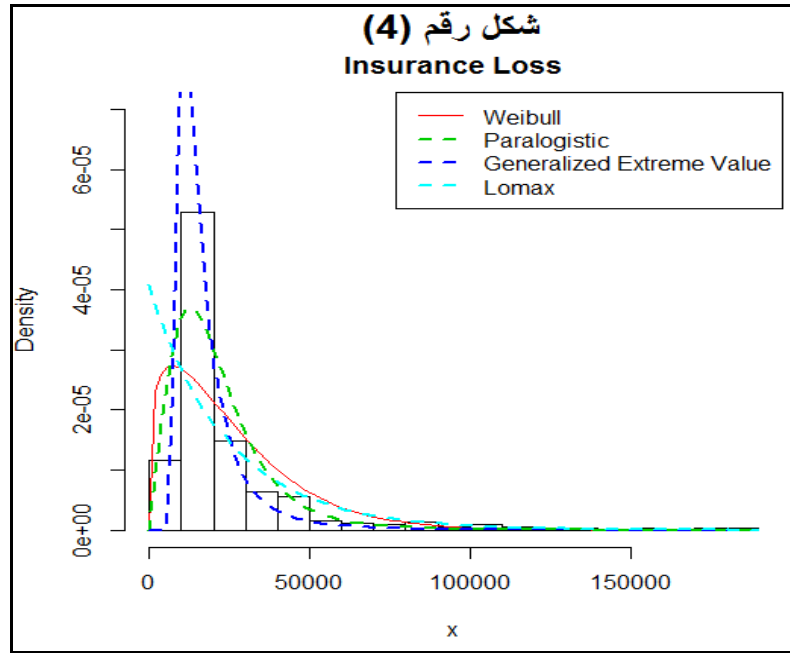 شكل رقم (4)
Insurance Loss
Weibull
Paralogistic
Generalized Extreme Value
Lomax
Density
6e-05
4e-05
2e-05
0e+00
0
50000
100000
150000
x